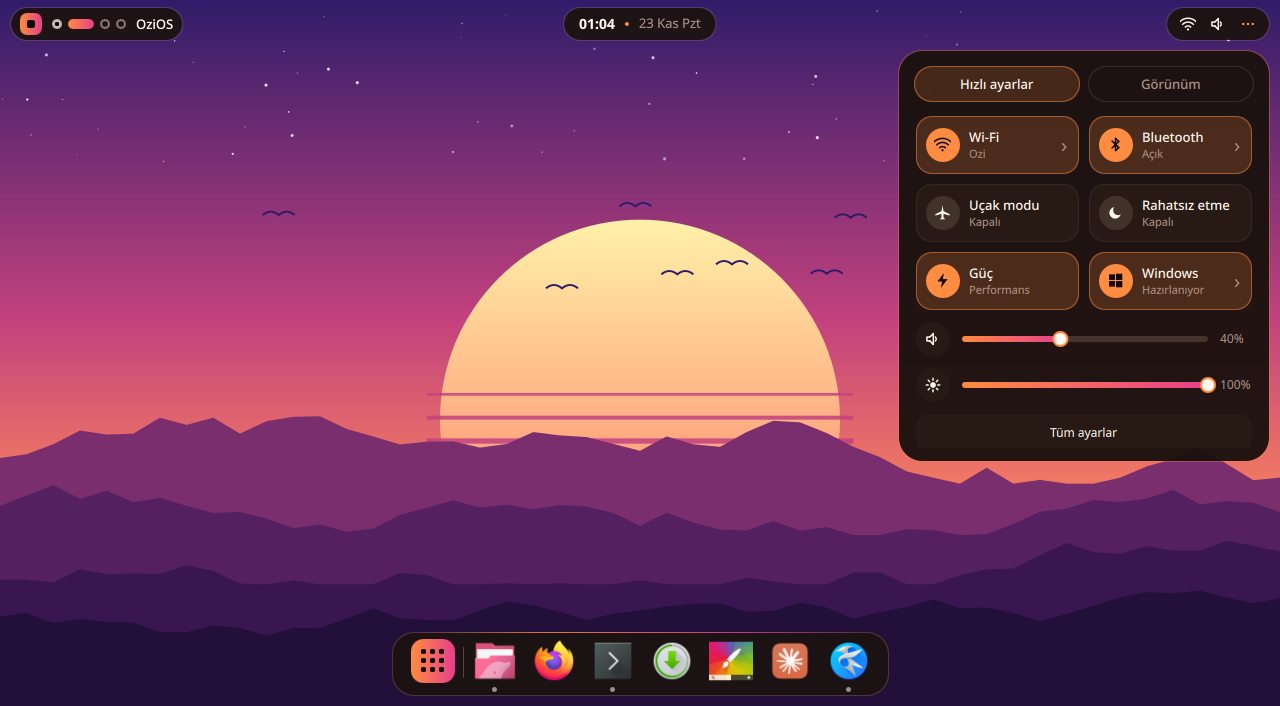 OziOS
01:04 • 23 Kas Pzt
Hızlı ayarlar
Görünüm
Wi-Fi
Ozi
Bluetooth
Açık
Uçak modu
Kapalı
Rahatsız etme
Kapalı
Güç
Performans
Windows
Hazırlanıyor
40%
100%
Tüm ayarlar